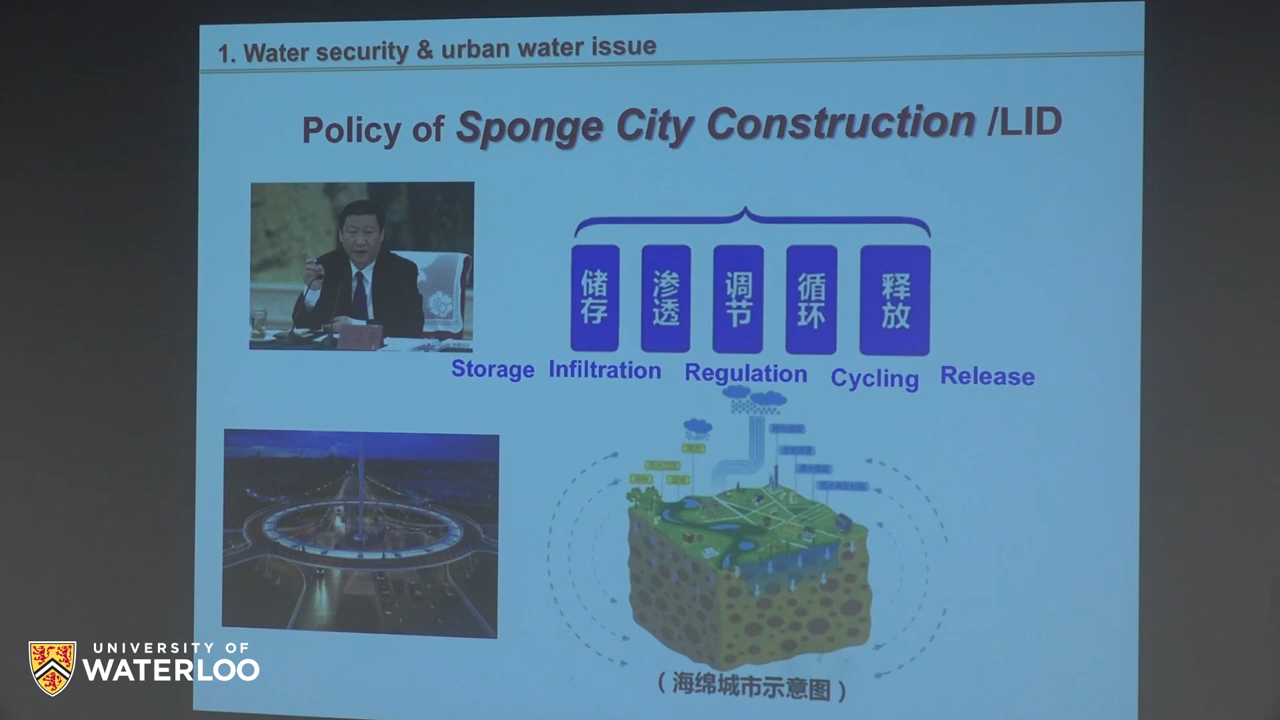 1. Water security & urban water issue
Policy of Sponge City Construction /LID
储存
渗透
调节
循环
释放
Storage Infiltration Regulation Cycling Release
(海绵城市示意图)
UNIVERSITY OF
WATERLOO